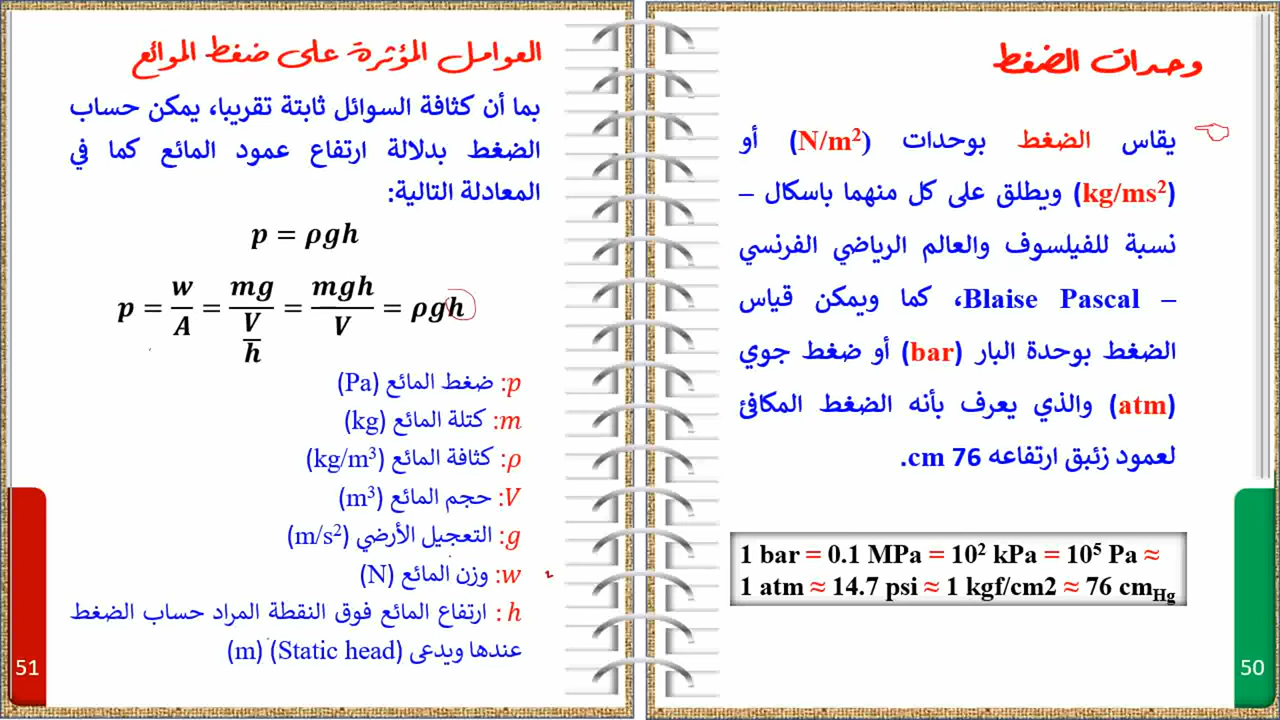 وحدات الضغط
يقاس الضغط بوحدات (N/m²) أو
(kg/ms²) ويطلق على كل منهما باسكال –
نسبة للفيلسوف والعالم الرياضي الفرنسي
– Blaise Pascal، كما ويمكن قياس
الضغط بوحدة البار (bar) أو ضغط جوي
(atm) والذي يعرف بأنه الضغط المكافئ
لعمود زئبق ارتفاعه 76 cm.
1 bar = 0.1 MPa = 10² kPa = 10⁵ Pa ≈
1 atm ≈ 14.7 psi ≈ 1 kgf/cm2 ≈ 76 cmHg
50
العوامل المؤثرة على ضغط الموائع
بما أن كثافة السوائل ثابتة تقريبا، يمكن حساب
الضغط بدلالة ارتفاع عمود المائع كما في
المعادلة التالية:
p = ρgh
p = w/A = mg/(V/h) = mgh/V = ρgh
p: ضغط المائع (Pa)
m: كتلة المائع (kg)
ρ: كثافة المائع (kg/m³)
V: حجم المائع (m³)
g: التعجيل الأرضي (m/s²)
w: وزن المائع (N)
h: ارتفاع المائع فوق النقطة المراد حساب الضغط
عندها ويدعى (Static head) (m)
51